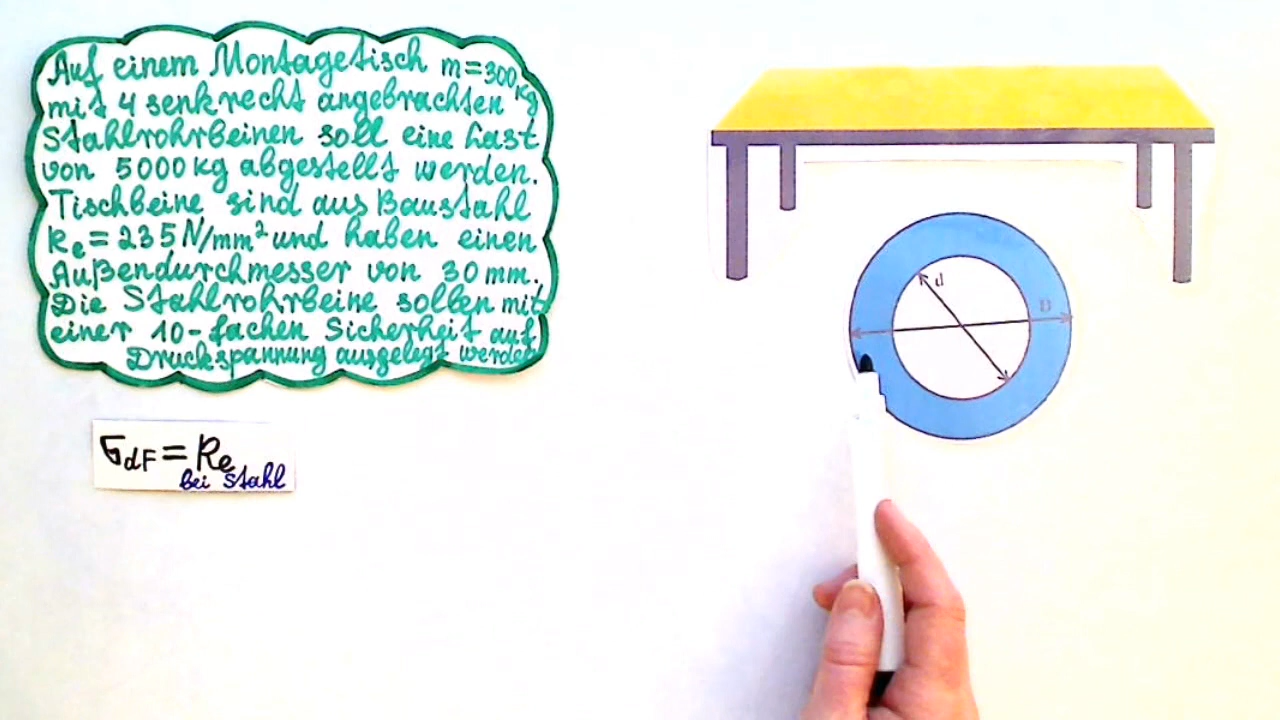 Auf einem Montagetisch m=300 kg
mit 4 senkrecht angebrachten
Stahlrohrbeinen soll eine Last
von 5000 kg abgestellt werden.
Tischbeine sind aus Baustahl
Re=235 N/mm² und haben einen
Außendurchmesser von 30 mm.
Die Stahlrohrbeine sollen mit
einer 10-fachen Sicherheit auf
Druckspannung ausgelegt werden
σdF = Re
bei Stahl
d
D